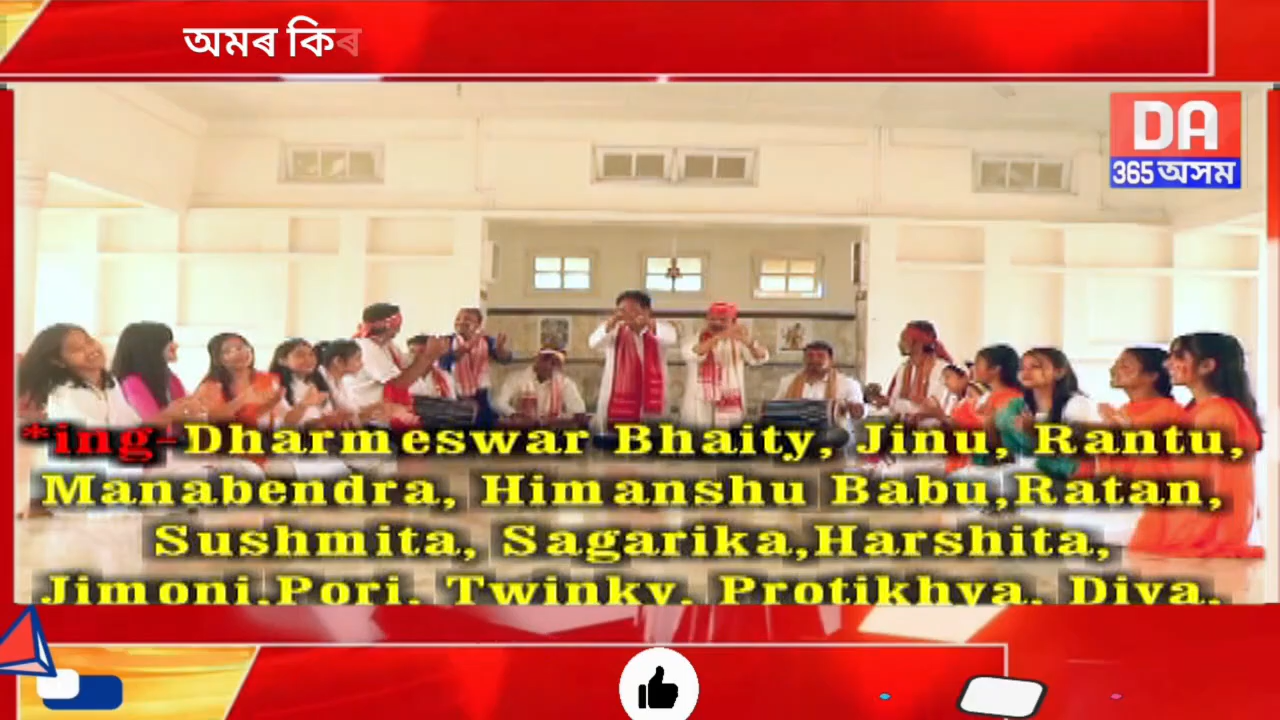 অমৰ কিৰ
DA
365 অসম
*ing-Dharmeswar Bhaity, Jinu, Rantu,
Manabendra, Himanshu Babu,Ratan,
Sushmita, Sagarika,Harshita,
Jimoni,Pori, Twinky, Protikhya, Diya,